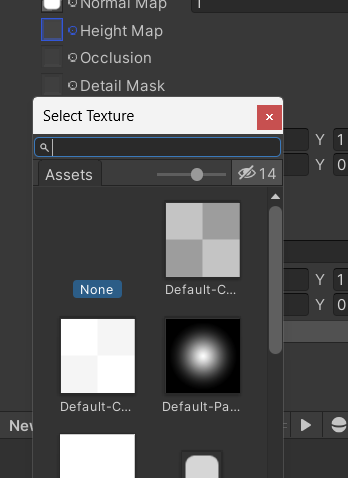 Normal Map 1
Height Map
Occlusion
Detail Mask
Select Texture
Y 1
Assets 14
Y 0
None Default-C...
Y 1
Y 0
Default-C... Default-Pa...
New